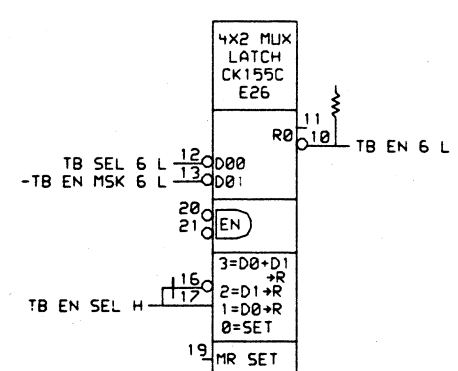 4X2 MUX
LATCH
CK155C
E26
11
R0
10
TB EN 6 L
TB SEL 6 L
12
D00
-TB EN MSK 6 L
13
D01
20
21
EN
3=D0+D1
→R
2=D1→R
1=D0→R
0=SET
16
17
TB EN SEL H
19
MR SET